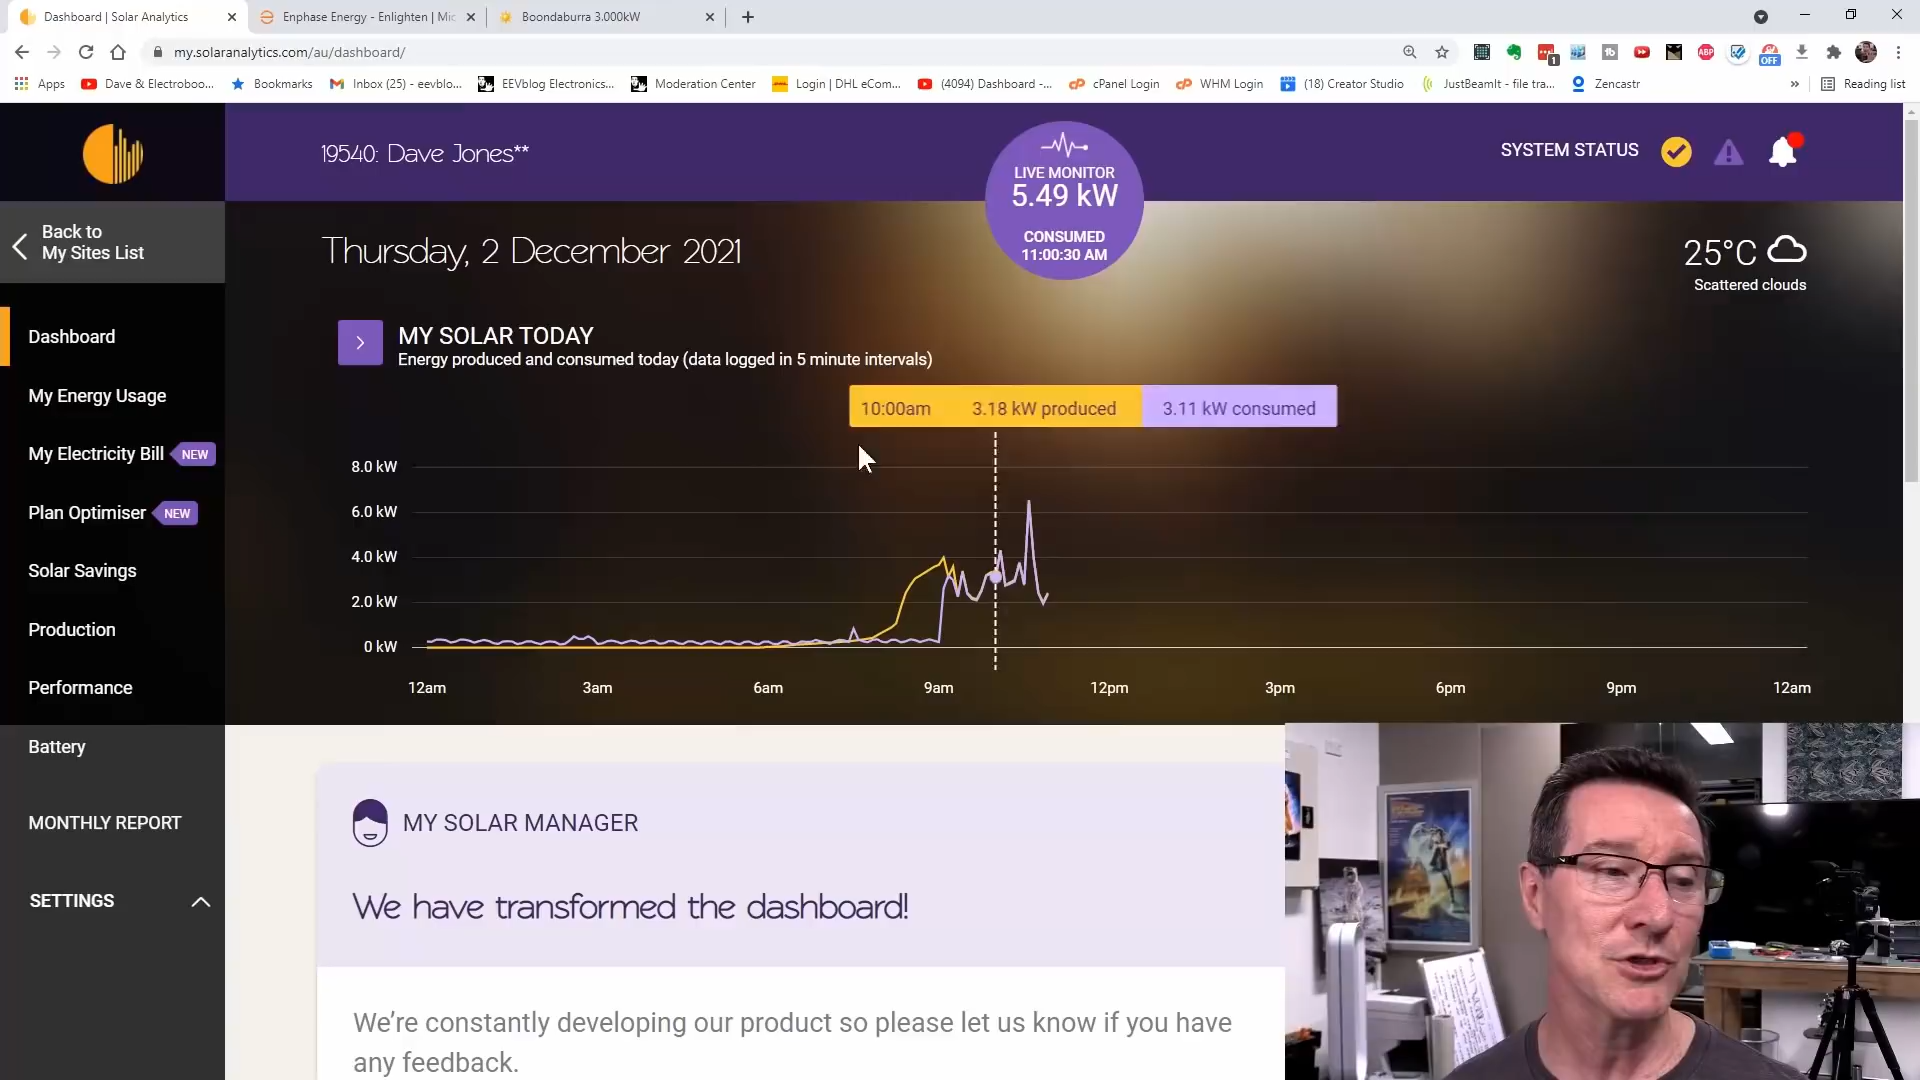 Dashboard | Solar Analytics
Enphase Energy - Enlighten | Mic
Boondaburra 3.000kW
my.solaranalytics.com/au/dashboard/
Apps
Dave & Electroboo...
Bookmarks
Inbox (25) - eevblo...
EEVblog Electronics...
Moderation Center
Login | DHL eCom...
(4094) Dashboard -...
cPanel Login
WHM Login
(18) Creator Studio
JustBeamIt - file tra...
Zencastr
»
Reading list
ABP
OFF
1
19540: Dave Jones**
LIVE MONITOR
5.49 kW
CONSUMED
11:00:30 AM
SYSTEM STATUS
Back to
My Sites List
Thursday, 2 December 2021
25°C
Scattered clouds
Dashboard
My Energy Usage
My Electricity Bill NEW
Plan Optimiser NEW
Solar Savings
Production
Performance
Battery
MONTHLY REPORT
SETTINGS
MY SOLAR TODAY
Energy produced and consumed today (data logged in 5 minute intervals)
10:00am 3.18 kW produced 3.11 kW consumed
8.0 kW
6.0 kW
4.0 kW
2.0 kW
0 kW
12am 3am 6am 9am 12pm 3pm 6pm 9pm 12am
MY SOLAR MANAGER
We have transformed the dashboard!
We're constantly developing our product so please let us know if you have
any feedback.